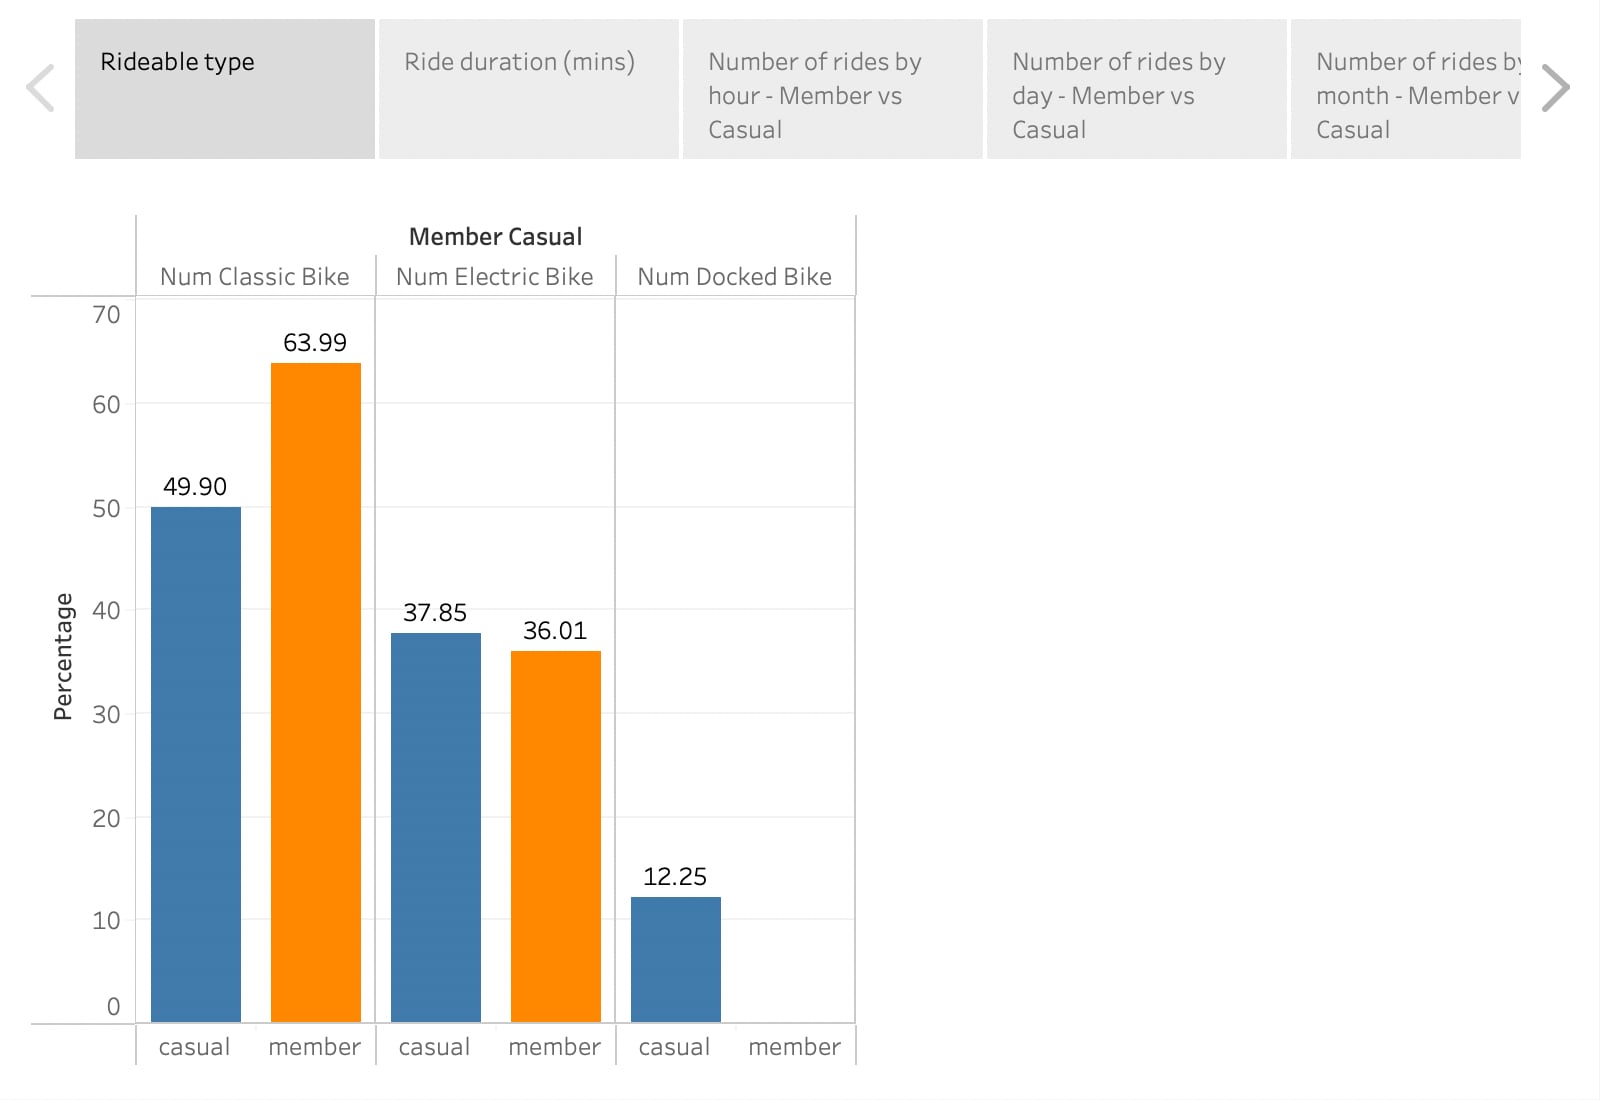 Rideable type
Ride duration (mins)
Number of rides by
hour - Member vs
Casual
Number of rides by
day - Member vs
Casual
Number of rides by
month - Member v
Casual
Member Casual
Num Classic Bike
Num Electric Bike
Num Docked Bike
70
60
50
40
30
20
10
0
Percentage
49.90
63.99
37.85
36.01
12.25
casual
member
casual
member
casual
member